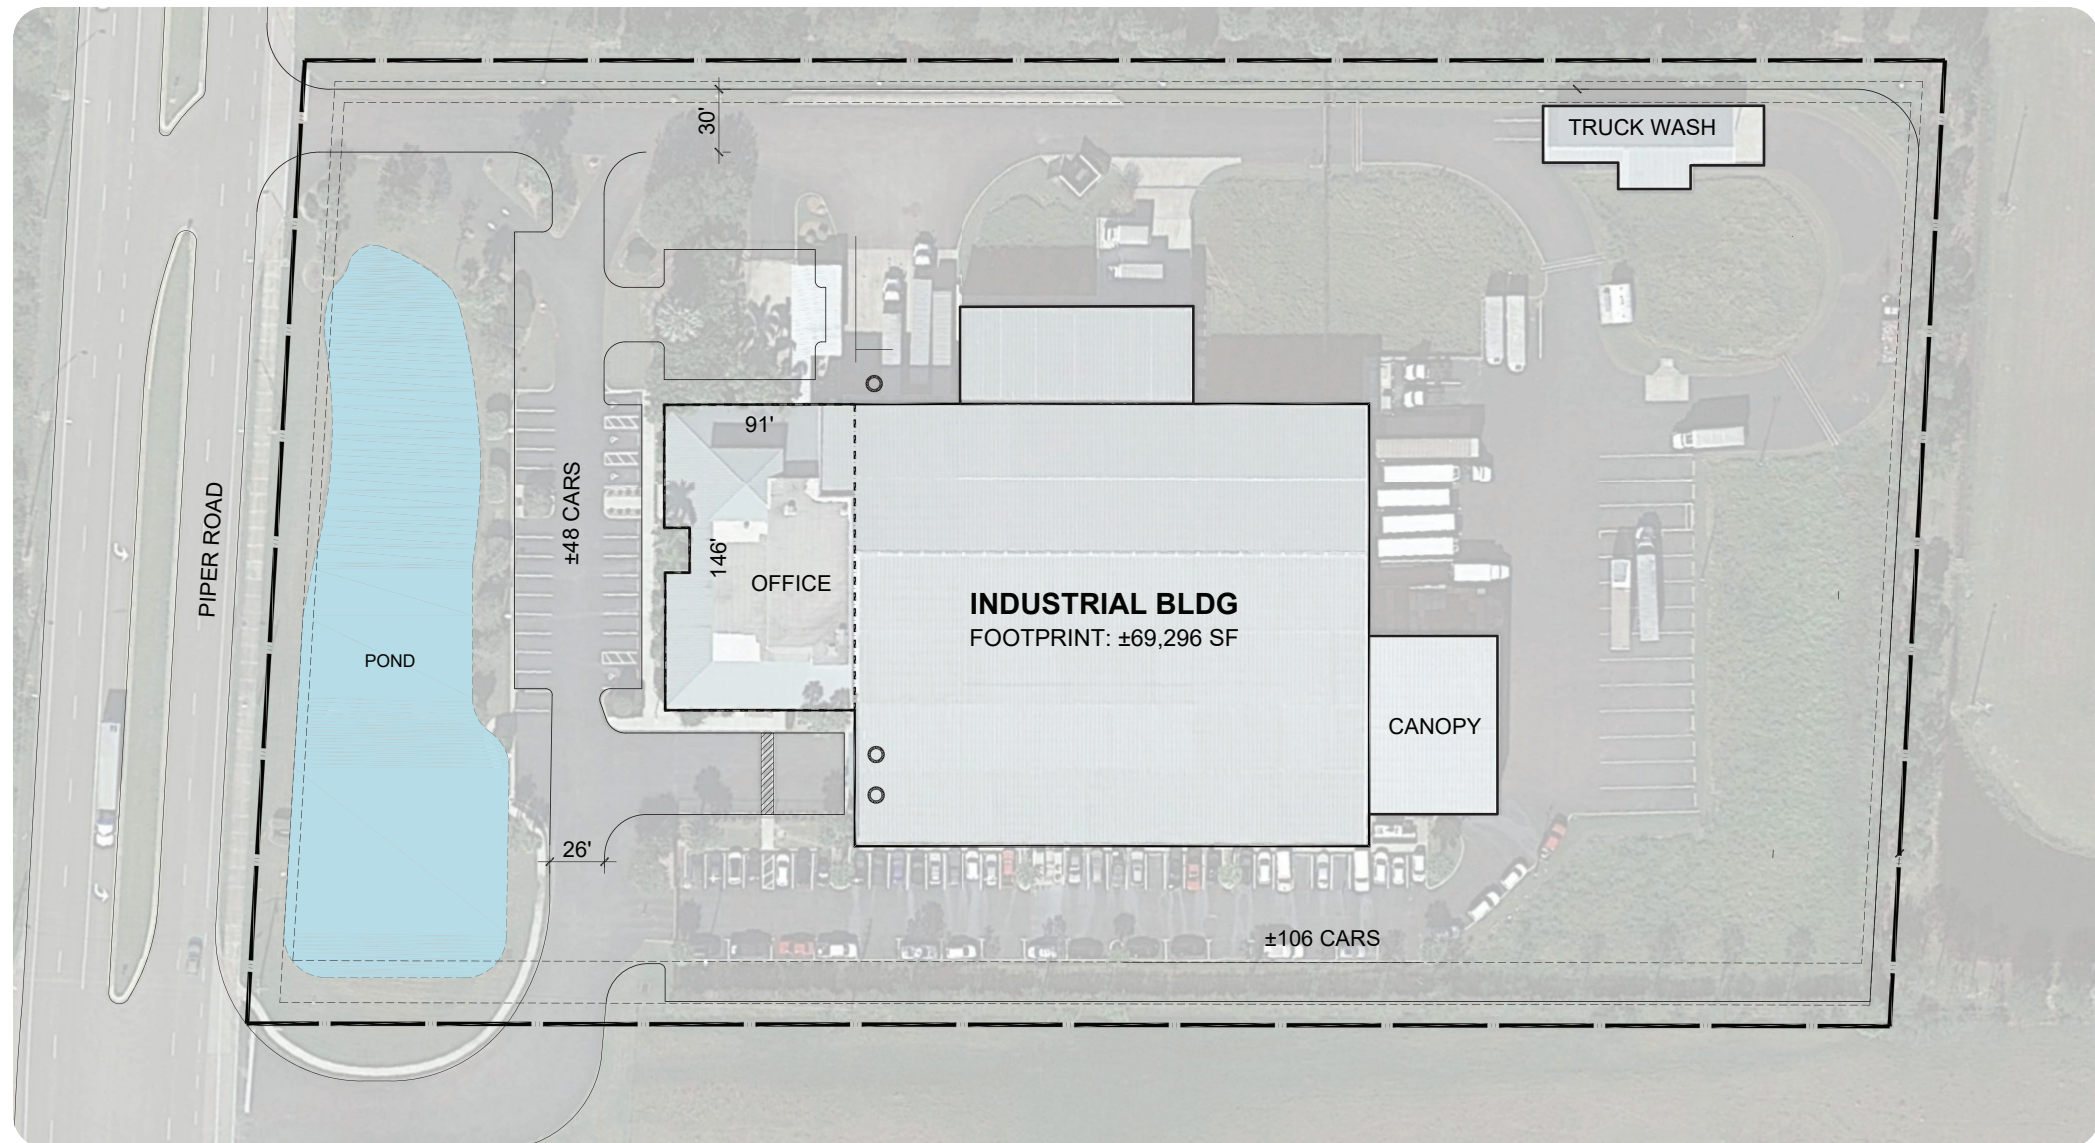 30'
TRUCK WASH
91'
±48 CARS
PIPER ROAD
146'
OFFICE
INDUSTRIAL BLDG
FOOTPRINT: ±69,296 SF
POND
CANOPY
26'
±106 CARS